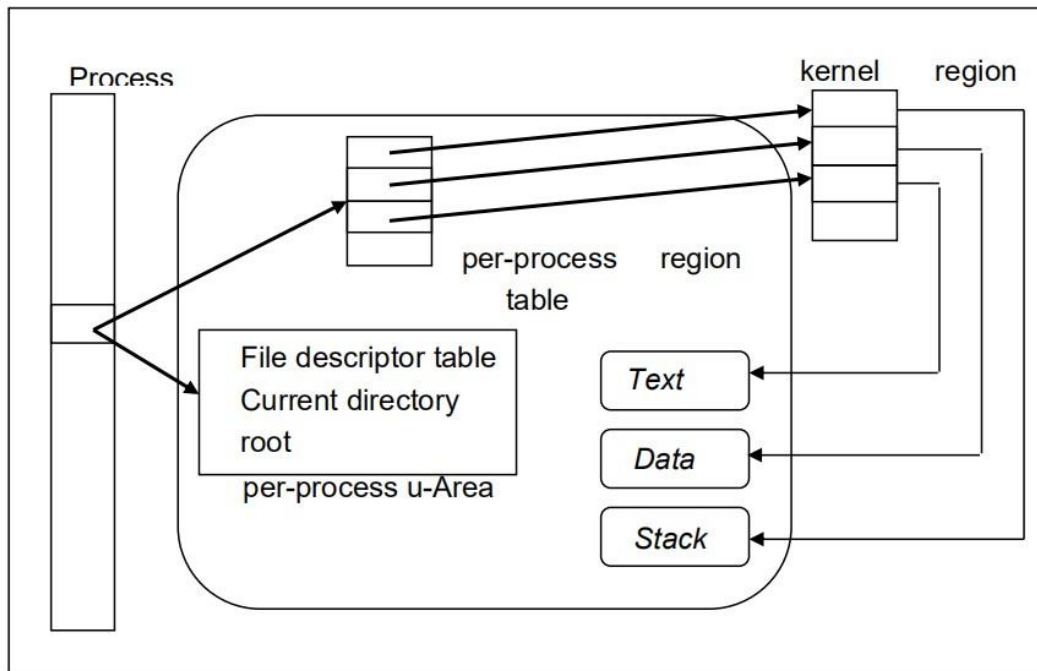 Process
kernel region
per-process region
table
File descriptor table
Current directory
root
per-process u-Area
Text
Data
Stack